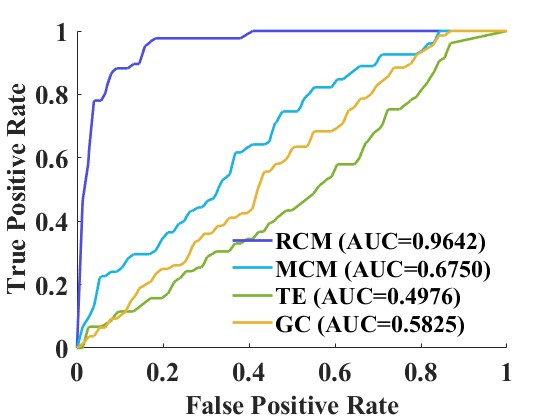 True Positive Rate
1
0.8
0.6
0.4
0.2
0
RCM (AUC=0.9642)
MCM (AUC=0.6750)
TE (AUC=0.4976)
GC (AUC=0.5825)
0 0.2 0.4 0.6 0.8 1
False Positive Rate